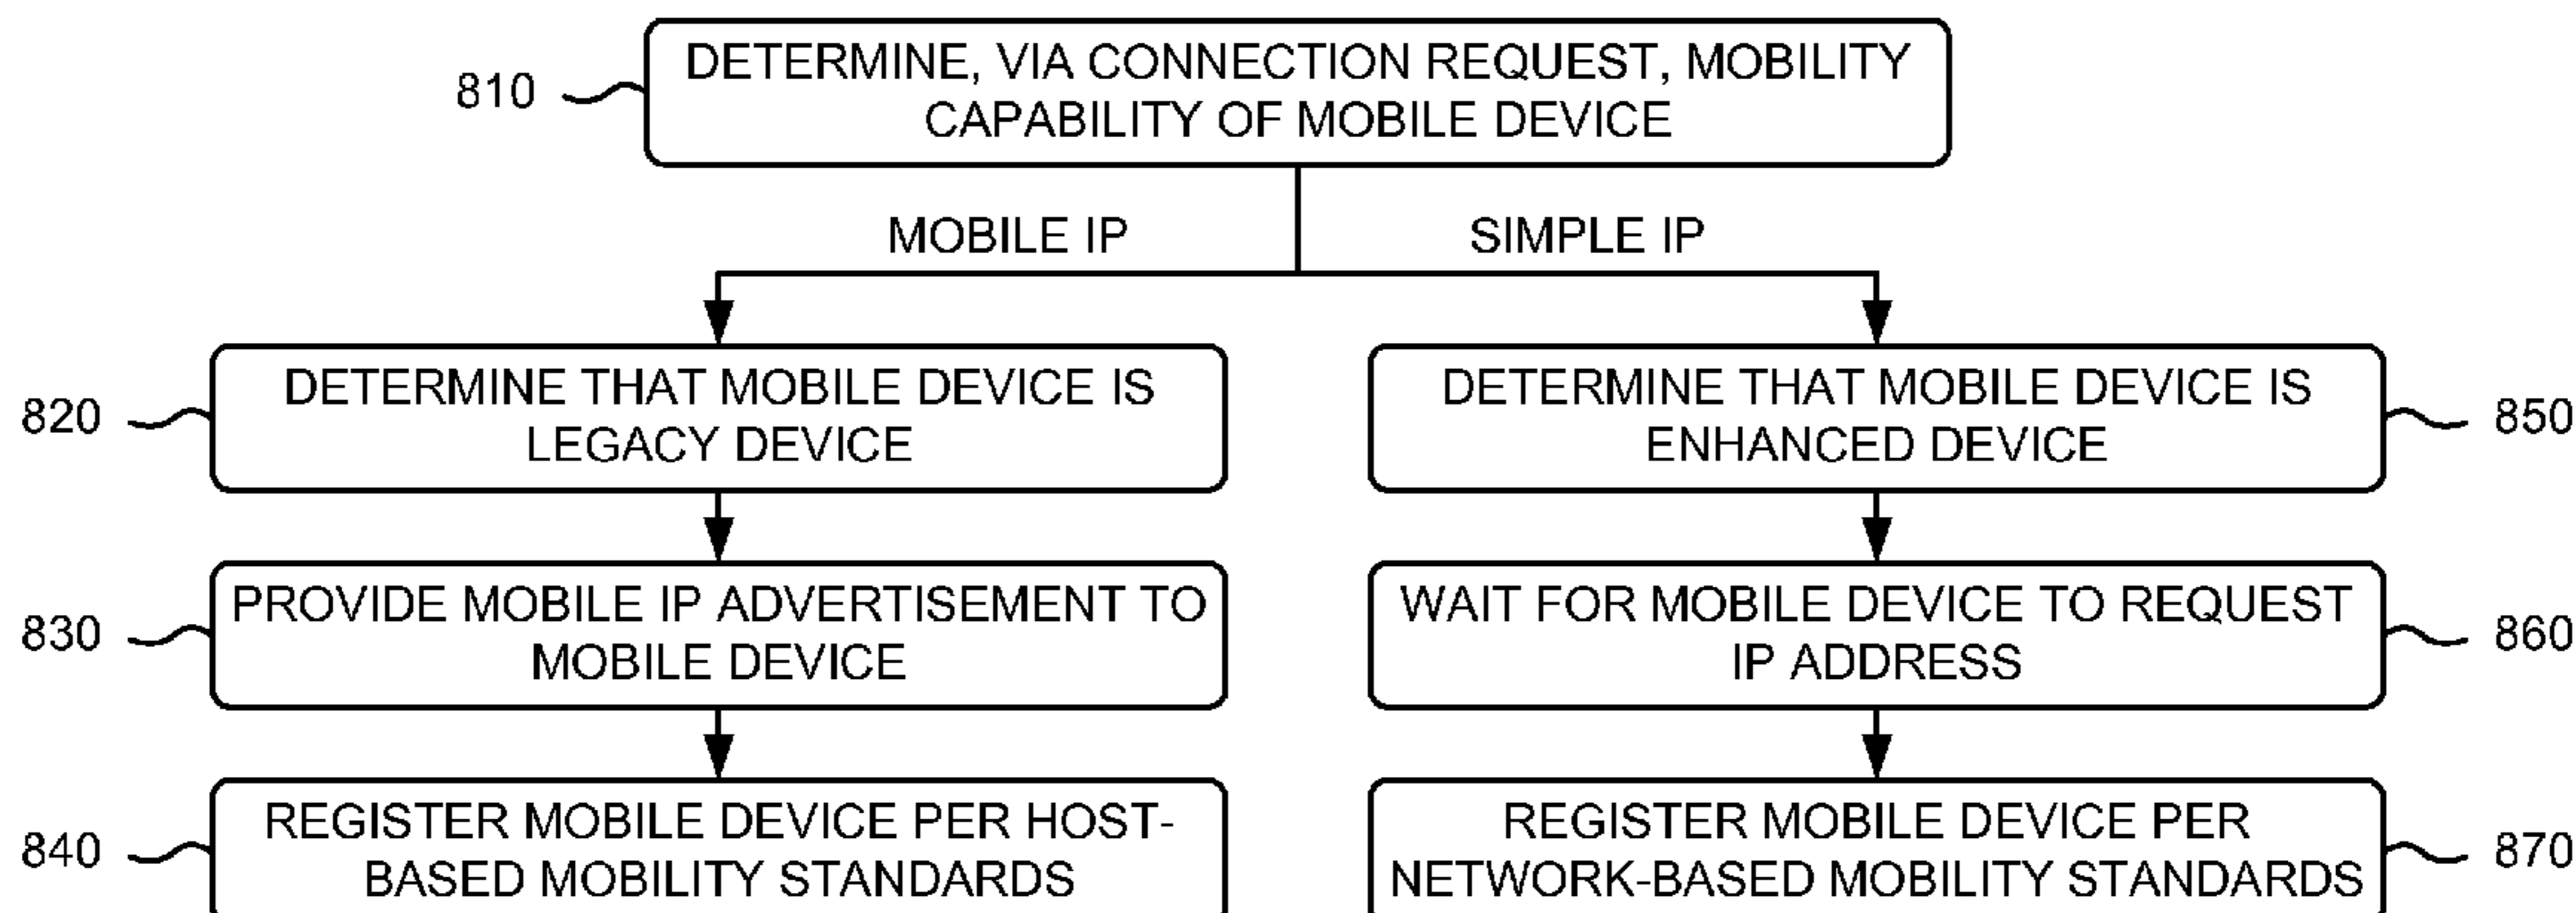 810
DETERMINE, VIA CONNECTION REQUEST, MOBILITY
CAPABILITY OF MOBILE DEVICE
MOBILE IP
SIMPLE IP
820
DETERMINE THAT MOBILE DEVICE IS
LEGACY DEVICE
DETERMINE THAT MOBILE DEVICE IS
ENHANCED DEVICE
850
830
PROVIDE MOBILE IP ADVERTISEMENT TO
MOBILE DEVICE
WAIT FOR MOBILE DEVICE TO REQUEST
IP ADDRESS
860
840
REGISTER MOBILE DEVICE PER HOST-
BASED MOBILITY STANDARDS
REGISTER MOBILE DEVICE PER
NETWORK-BASED MOBILITY STANDARDS
870